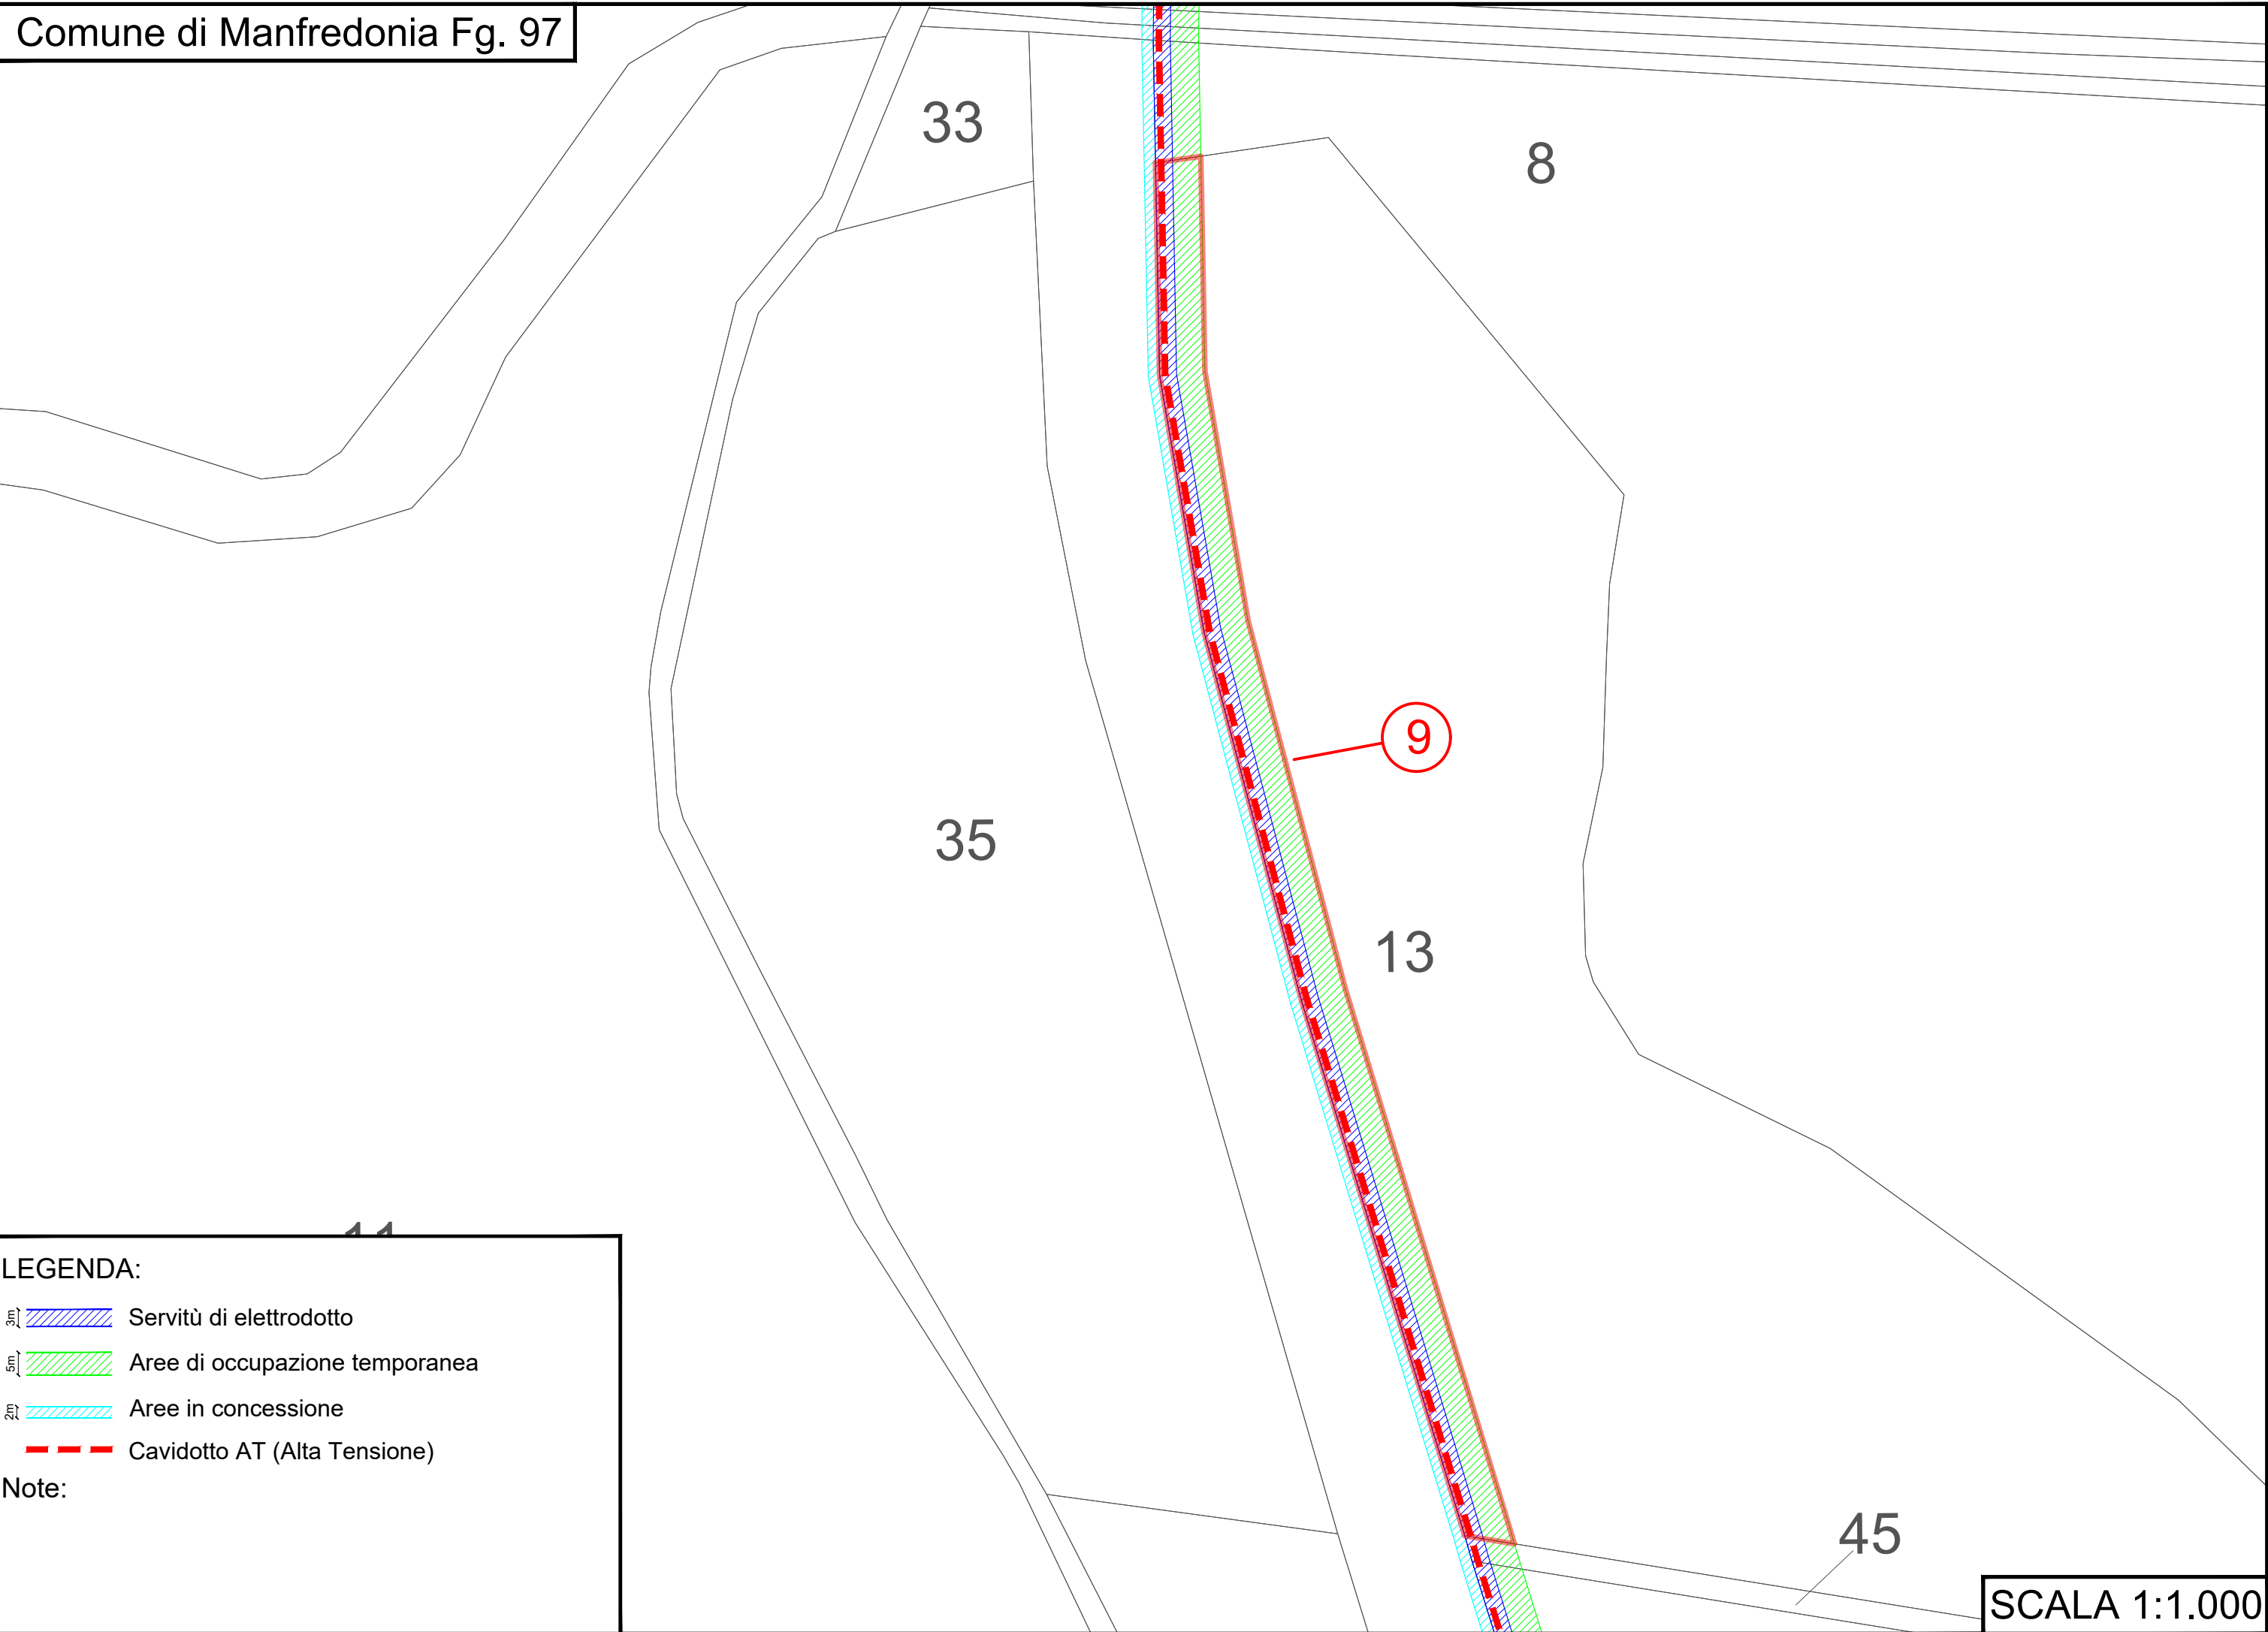 Comune di Manfredonia Fg. 97
33
8
9
35
13
11
45
LEGENDA:
3m Servitù di elettrodotto
5m Aree di occupazione temporanea
2m Aree in concessione
Cavidotto AT (Alta Tensione)
Note:
SCALA 1:1.000